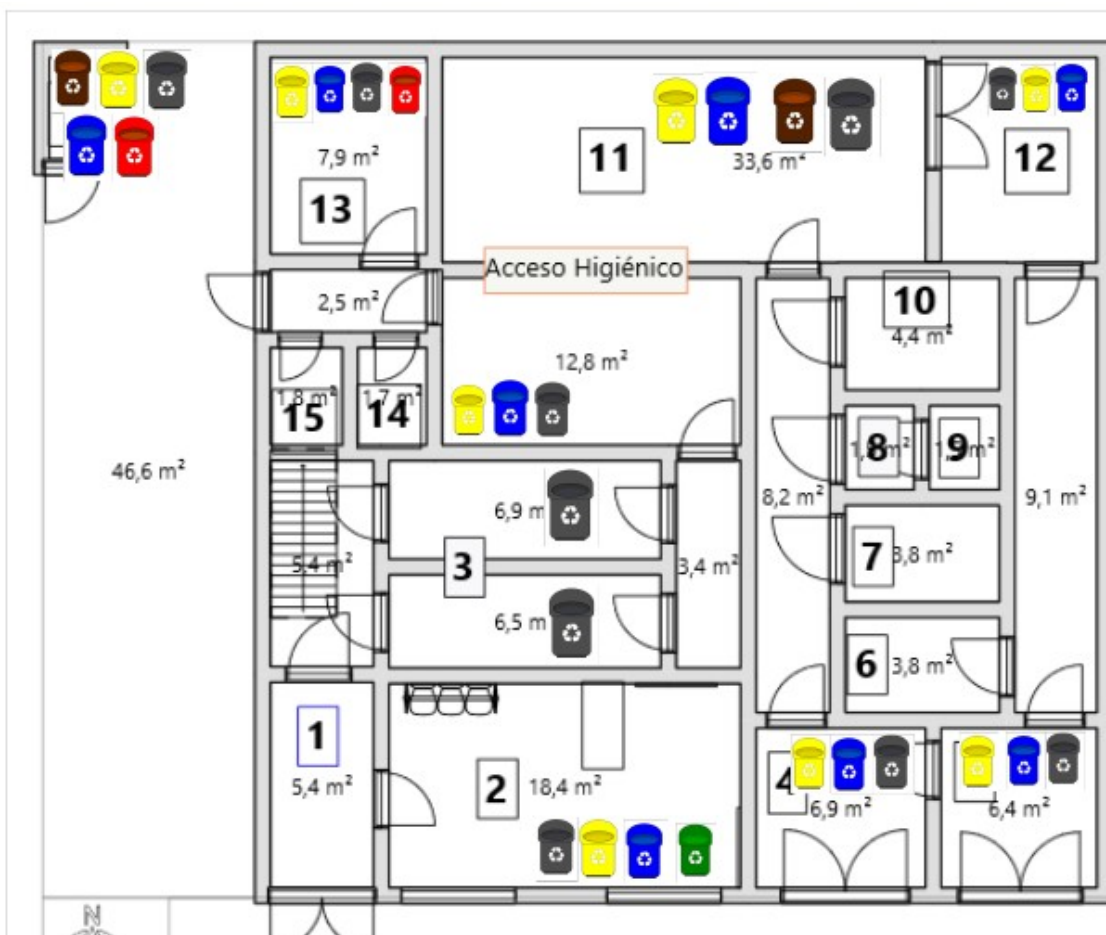 7,9 m²
13
11
33,6 m²
12
Acceso Higiénico
2,5 m²
10
4,4 m²
12,8 m²
15
14
46,6 m²
8
9
8,2 m²
9,1 m²
6,9 m
3
5,4 m²
3,4 m²
7
3,8 m²
6,5 m
6
3,8 m²
1
5,4 m²
2
18,4 m²
4
6,9 m²
6,4 m²
N